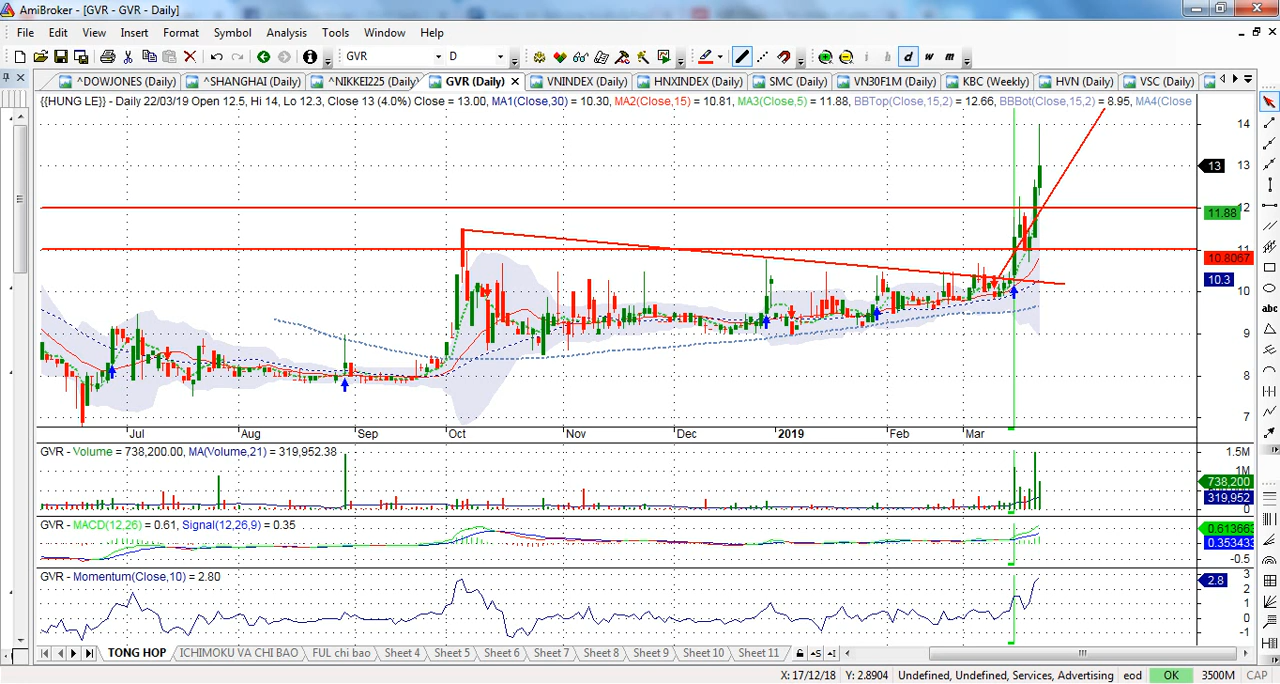 AmiBroker - [GVR - GVR - Daily]
File Edit View Insert Format Symbol Analysis Tools Window Help
GVR D i h d w m
^DOWJONES (Daily) ^SHANGHAI (Daily) ^NIKKEI225 (Daily) GVR (Daily) VNINDEX (Daily) HNXINDEX (Daily) SMC (Daily) VN30F1M (Daily) KBC (Weekly) HVN (Daily) VSC (Daily)
{{HUNG LE}} - Daily 22/03/19 Open 12.5, Hi 14, Lo 12.3, Close 13 (4.0%) Close = 13.00, MA1(Close,30) = 10.30, MA2(Close,15) = 10.81, MA3(Close,5) = 11.88, BBTop(Close,15,2) = 12.66, BBBot(Close,15,2) = 8.95, MA4(Close
14
13
13
12
11.88
11
10.8067
10.3
10
9
8
7
abc
Jul Aug Sep Oct Nov Dec 2019 Feb Mar
GVR - Volume = 738,200.00, MA(Volume,21) = 319,952.38
1.5M
1M
738,200
319,952
0
GVR - MACD(12,26) = 0.61, Signal(12,26,9) = 0.35
0.613663
0.353433
-0.5
GVR - Momentum(Close,10) = 2.80
3
2.8
2
1
0
-1
TONG HOP ICHIMOKU VA CHI BAO FUL chi bao Sheet 4 Sheet 5 Sheet 6 Sheet 7 Sheet 8 Sheet 9 Sheet 10 Sheet 11
X: 17/12/18 Y: 2.8904 Undefined, Undefined, Services, Advertising eod OK 3500M CAP